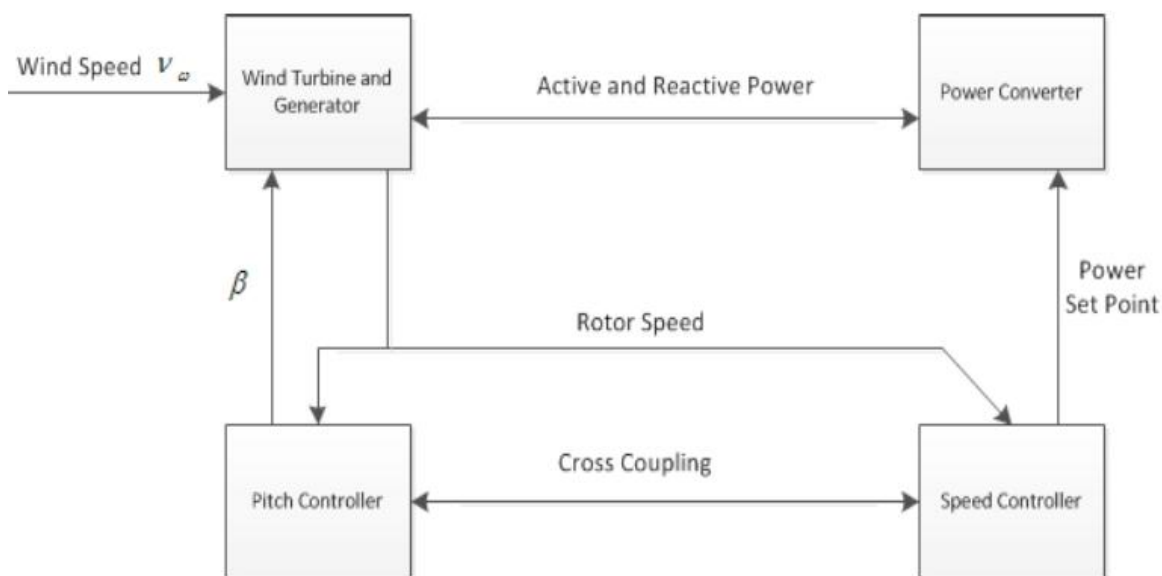 Wind Speed ν ω
Wind Turbine and
Generator
Active and Reactive Power
Power Converter
β
Power
Set Point
Rotor Speed
Cross Coupling
Pitch Controller
Speed Controller